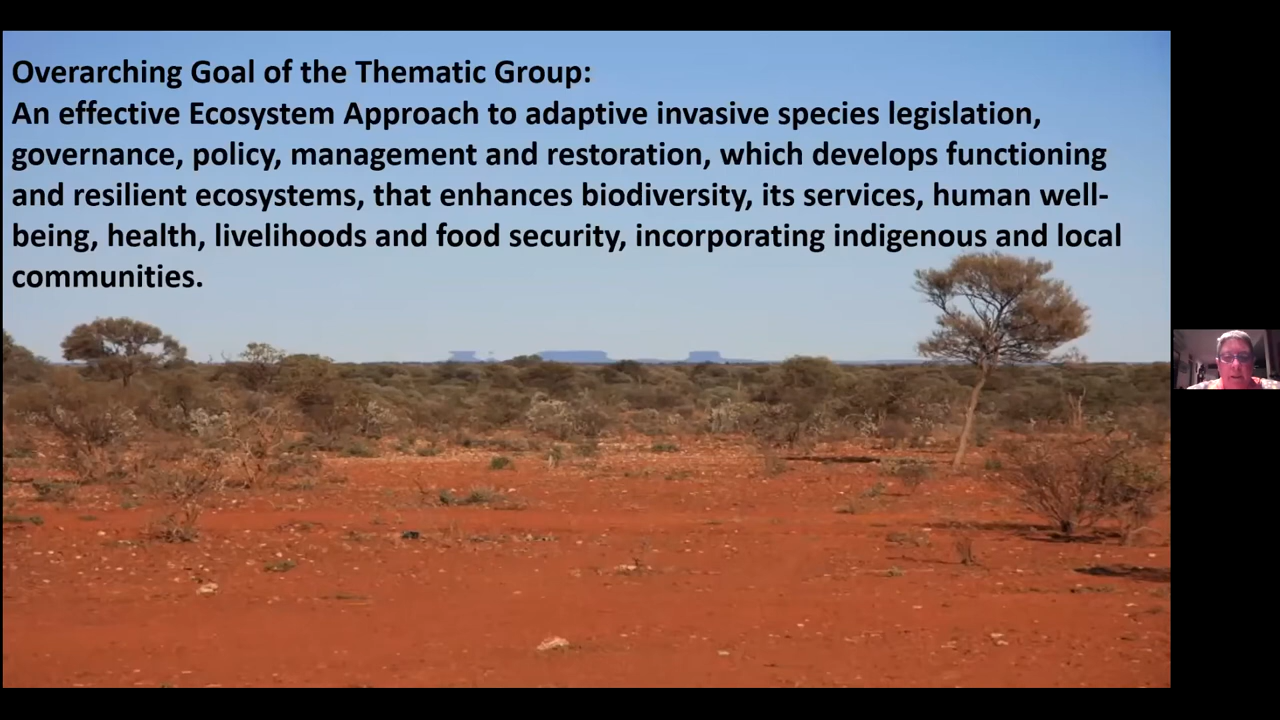 Overarching Goal of the Thematic Group:
An effective Ecosystem Approach to adaptive invasive species legislation,
governance, policy, management and restoration, which develops functioning
and resilient ecosystems, that enhances biodiversity, its services, human well-
being, health, livelihoods and food security, incorporating indigenous and local
communities.